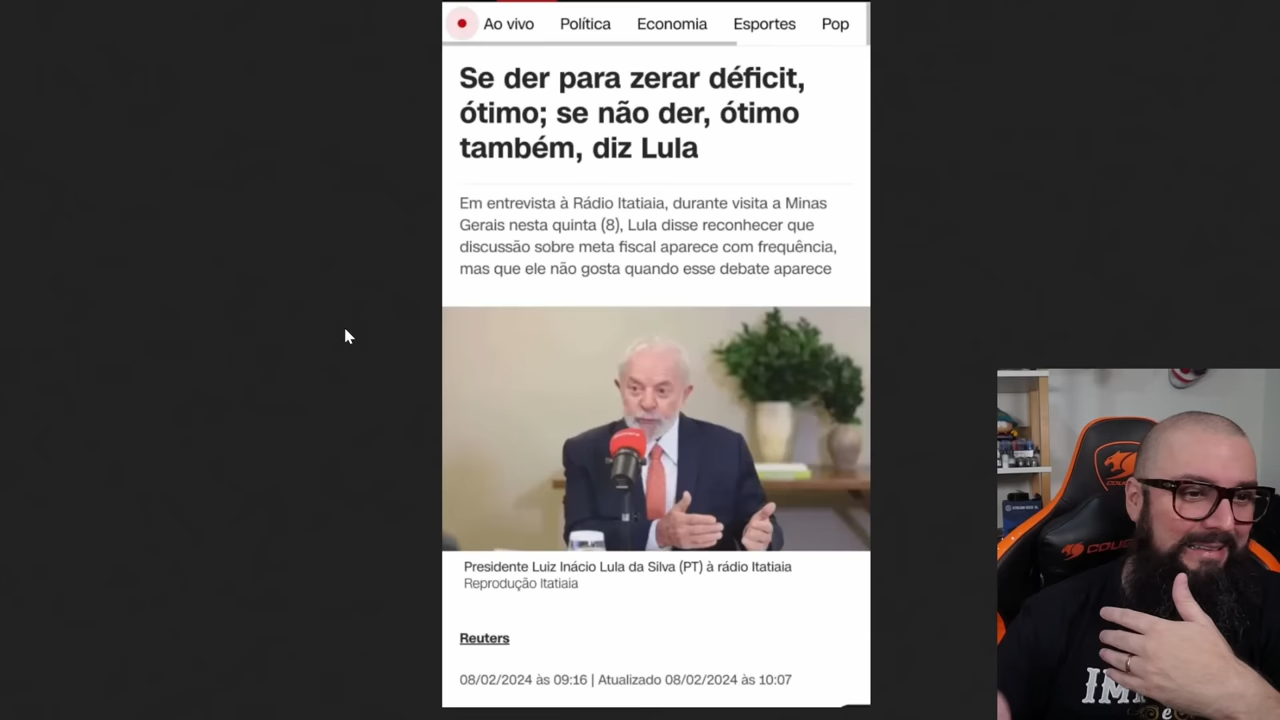 Ao vivo Política Economia Esportes Pop
Se der para zerar déficit,
ótimo; se não der, ótimo
também, diz Lula
Em entrevista à Rádio Itatiaia, durante visita a Minas
Gerais nesta quinta (8), Lula disse reconhecer que
discussão sobre meta fiscal aparece com frequência,
mas que ele não gosta quando esse debate aparece
Presidente Luiz Inácio Lula da Silva (PT) à rádio Itatiaia
Reprodução Itatiaia
Reuters
08/02/2024 às 09:16 | Atualizado 08/02/2024 às 10:07